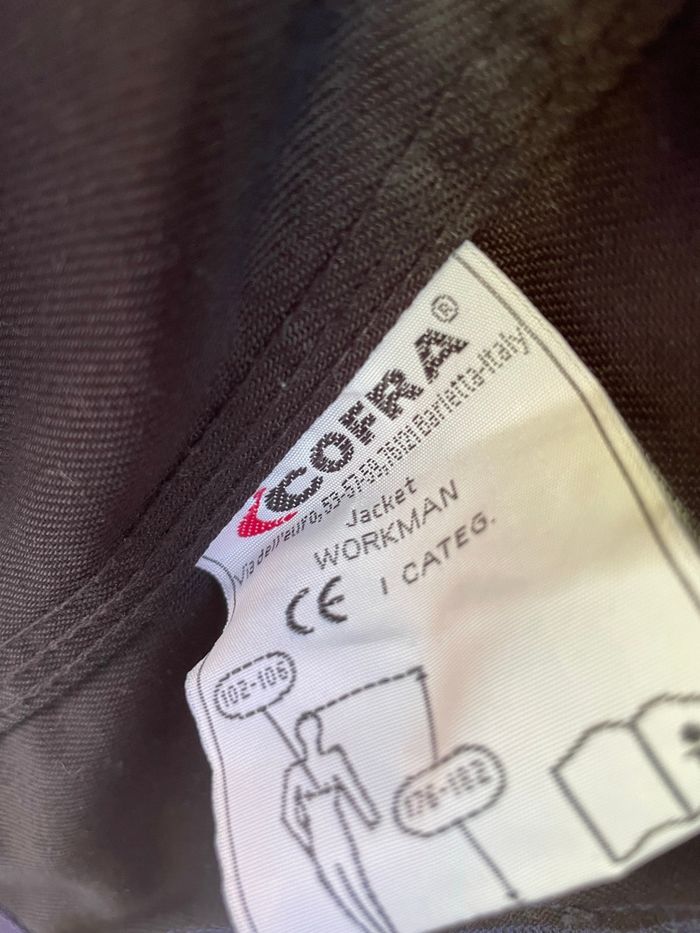 COFRA®
Via dell'euro, 53-57-59, 76121 Barletta-Italy
Jacket
WORKMAN
CE I CATEG.
102-106
176-182